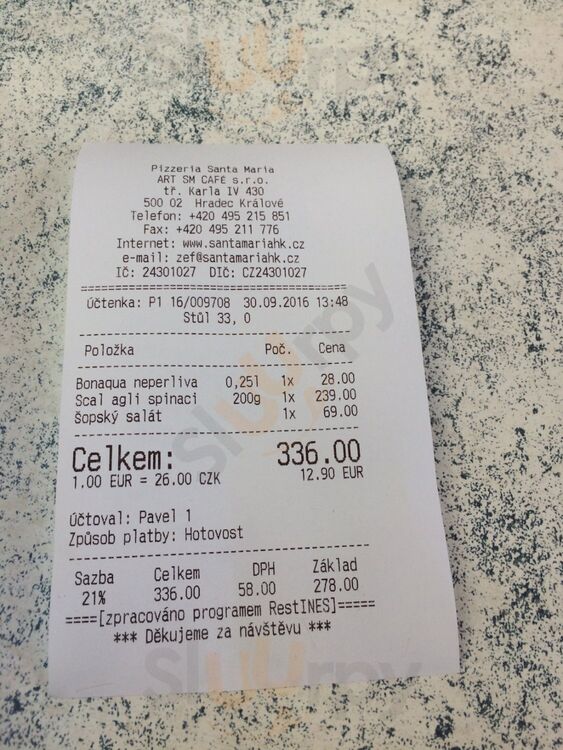 Pizzeria Santa Maria
ART SM CAFÉ s.r.o.
tř. Karla IV 430
500 02 Hradec Králové
Telefon: +420 495 215 851
Fax: +420 495 211 776
Internet: www.santamariahk.cz
e-mail: zef@santamariahk.cz
IČ: 24301027 DIČ: CZ24301027
účtenka: P1 16/009708 30.09.2016 13:48
Stůl 33, 0
Položka Poč. Cena
Bonaqua neperliva 0,25l 1x 28.00
Scal agli spinaci 200g 1x 239.00
šopský salát 1x 69.00
Celkem: 336.00
1.00 EUR = 26.00 CZK 12.90 EUR
účtoval: Pavel 1
Způsob platby: Hotovost
Sazba Celkem DPH Základ
21% 336.00 58.00 278.00
====[zpracováno programem RestINES]=====
*** Děkujeme za návštěvu ***
Sluurpy
Sluurpy
Sluurpy